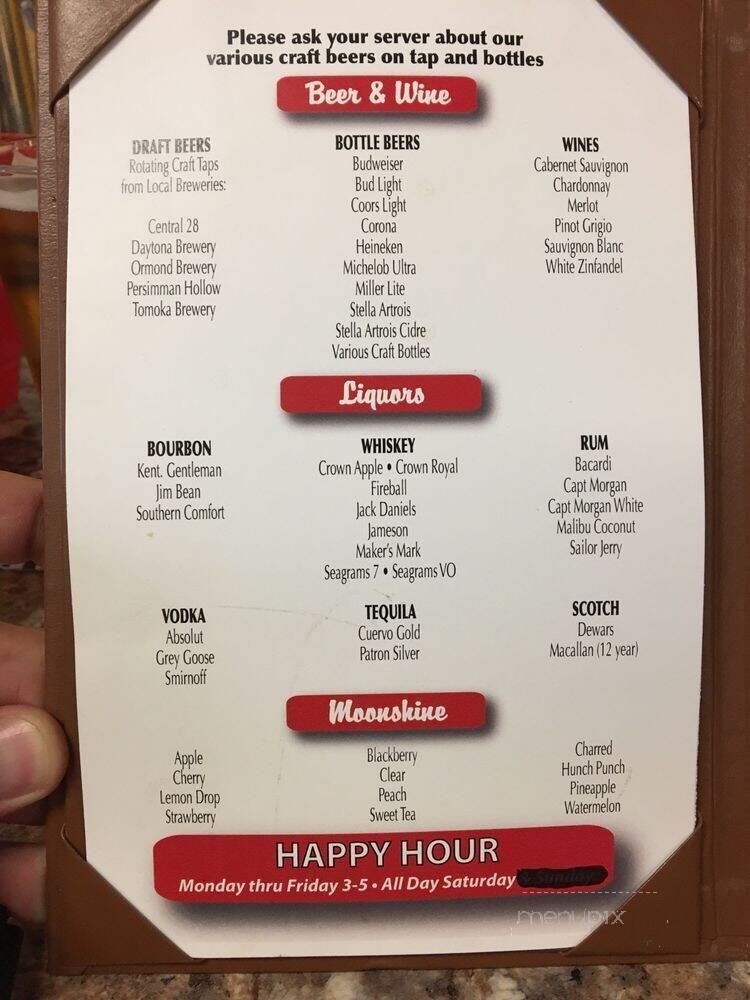 Please ask your server about our
various craft beers on tap and bottles
Beer & Wine
DRAFT BEERS
Rotating Craft Taps
from Local Breweries:
Central 28
Daytona Brewery
Ormond Brewery
Persimman Hollow
Tomoka Brewery
BOTTLE BEERS
Budweiser
Bud Light
Coors Light
Corona
Heineken
Michelob Ultra
Miller Lite
Stella Artrois
Stella Artrois Cidre
Various Craft Bottles
WINES
Cabernet Sauvignon
Chardonnay
Merlot
Pinot Grigio
Sauvignon Blanc
White Zinfandel
Liquors
BOURBON
Kent. Gentleman
Jim Bean
Southern Comfort
WHISKEY
Crown Apple • Crown Royal
Fireball
Jack Daniels
Jameson
Maker's Mark
Seagrams 7 • Seagrams VO
RUM
Bacardi
Capt Morgan
Capt Morgan White
Malibu Coconut
Sailor Jerry
VODKA
Absolut
Grey Goose
Smirnoff
TEQUILA
Cuervo Gold
Patron Silver
SCOTCH
Dewars
Macallan (12 year)
Moonshine
Apple
Cherry
Lemon Drop
Strawberry
Blackberry
Clear
Peach
Sweet Tea
Charred
Hunch Punch
Pineapple
Watermelon
HAPPY HOUR
Monday thru Friday 3-5 • All Day Saturday & Sunday
menupix